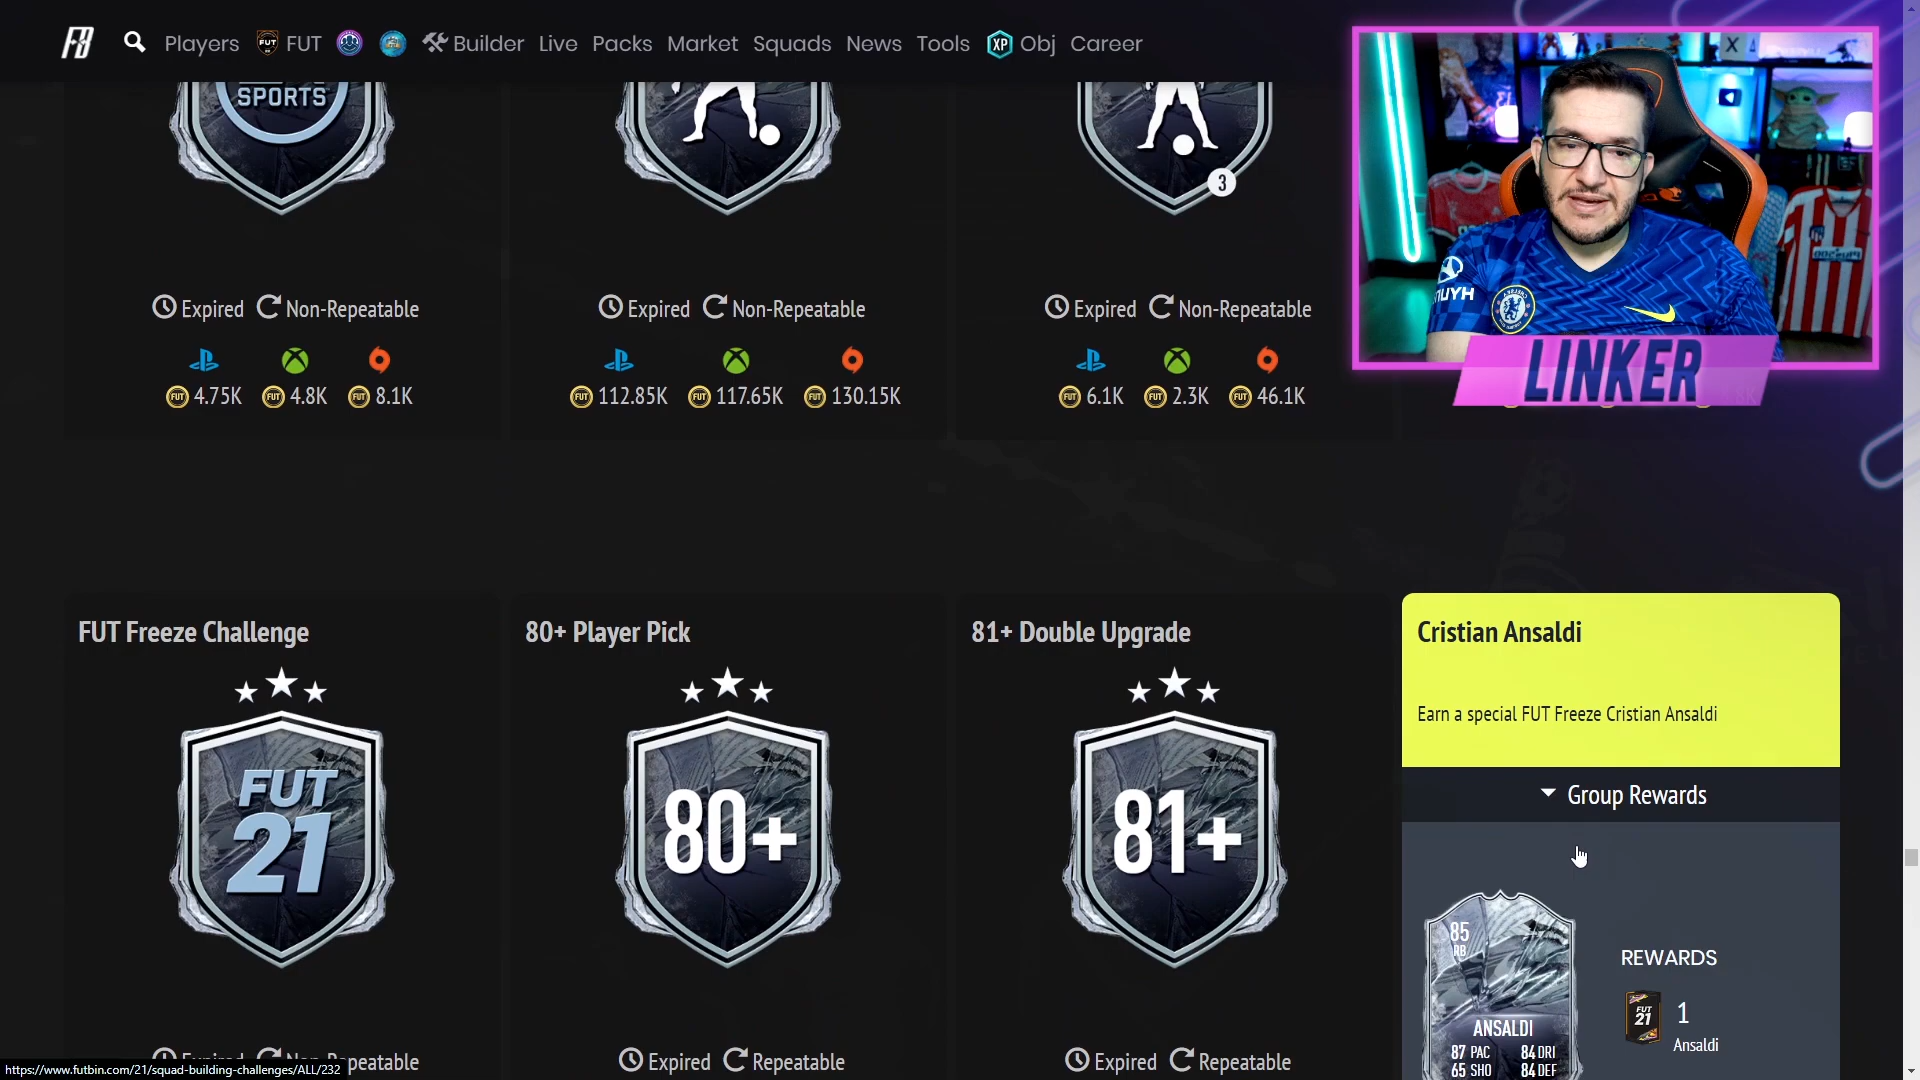 Players FUT Builder Live Packs Market Squads News Tools XP Obj Career
SPORTS
3
Expired Non-Repeatable
4.75K 4.8K 8.1K
Expired Non-Repeatable
112.85K 117.65K 130.15K
Expired Non-Repeatable
6.1K 2.3K 46.1K
LINKER
FUT Freeze Challenge
FUT
21
80+ Player Pick
80+
Expired Repeatable
81+ Double Upgrade
81+
Expired Repeatable
Cristian Ansaldi
Earn a special FUT Freeze Cristian Ansaldi
Group Rewards
85
RB
ANSALDI
87 PAC 84 DRI
65 SHO 84 DEF
REWARDS
FUT
21
1
Ansaldi
https://www.futbin.com/21/squad-building-challenges/ALL/232